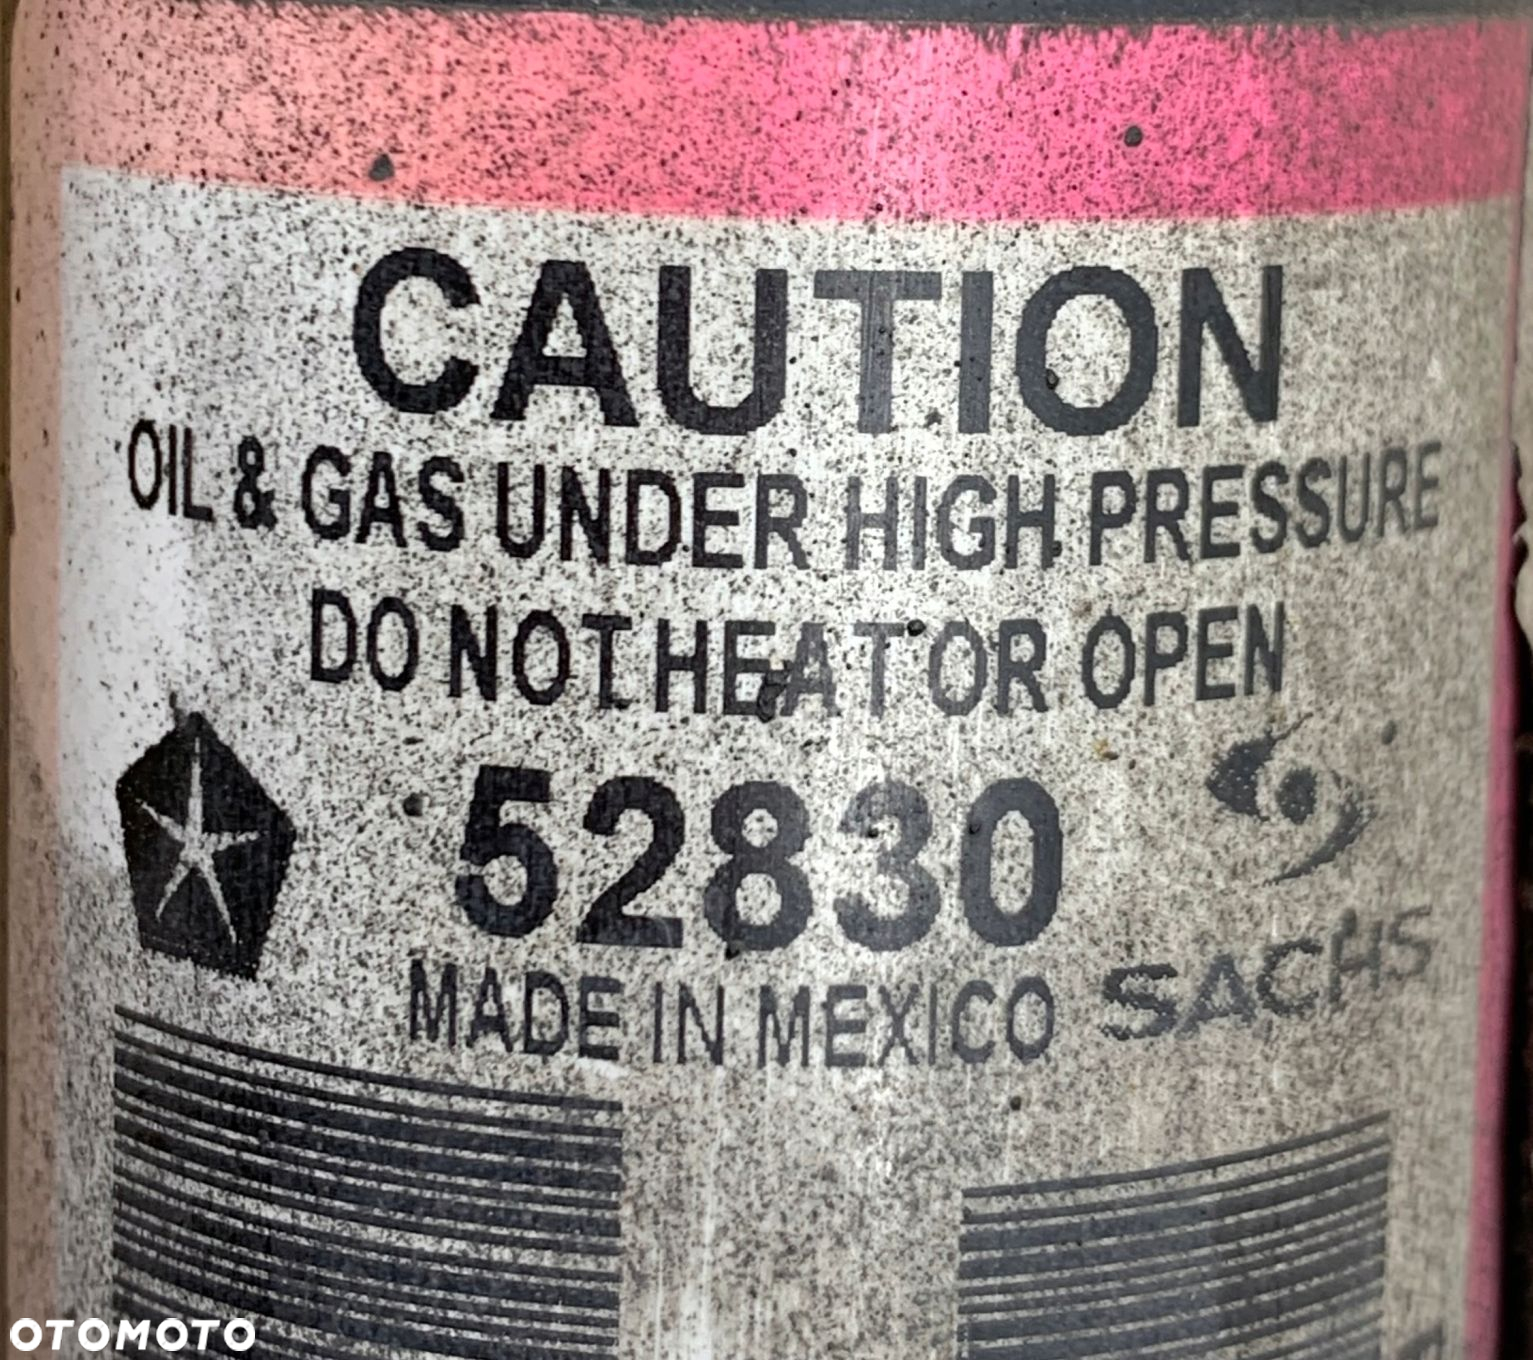 CAUTION
OIL & GAS UNDER HIGH PRESSURE
DO NOT HEAT OR OPEN
52830
MADE IN MEXICO
SACHS
OTOMOTO